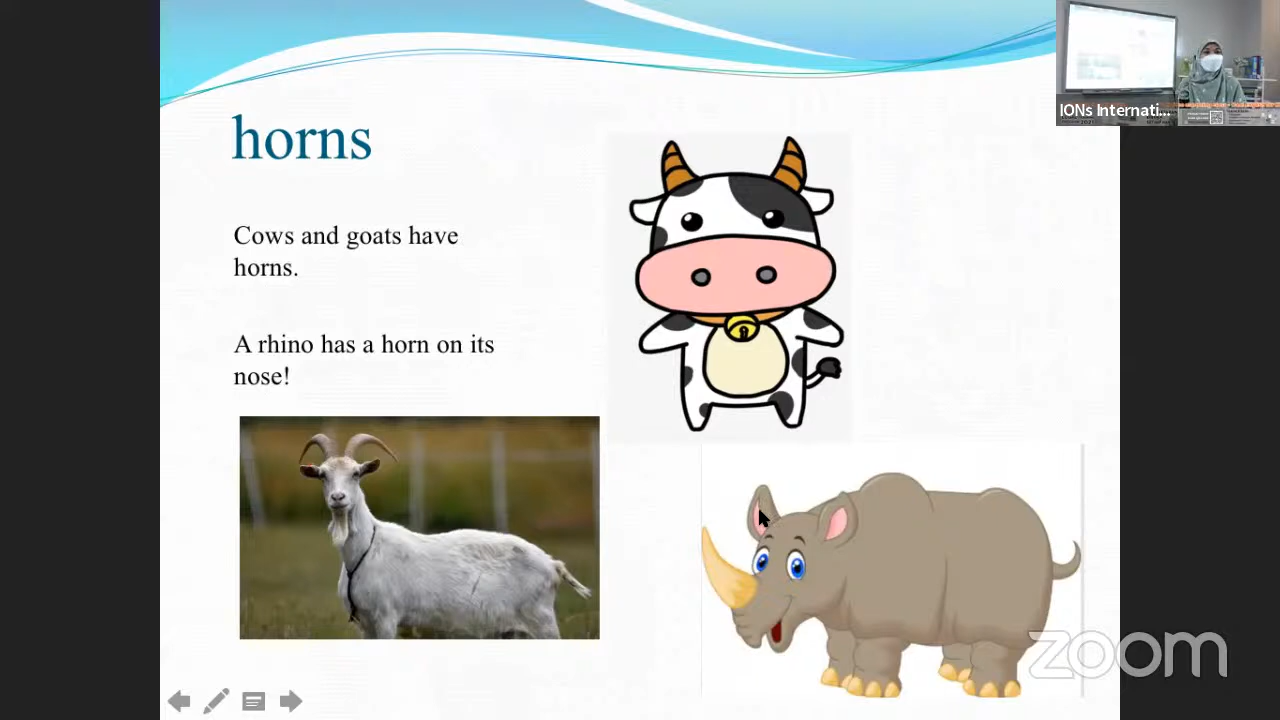 IONs Internati...
horns
Cows and goats have
horns.
A rhino has a horn on its
nose!
zoom